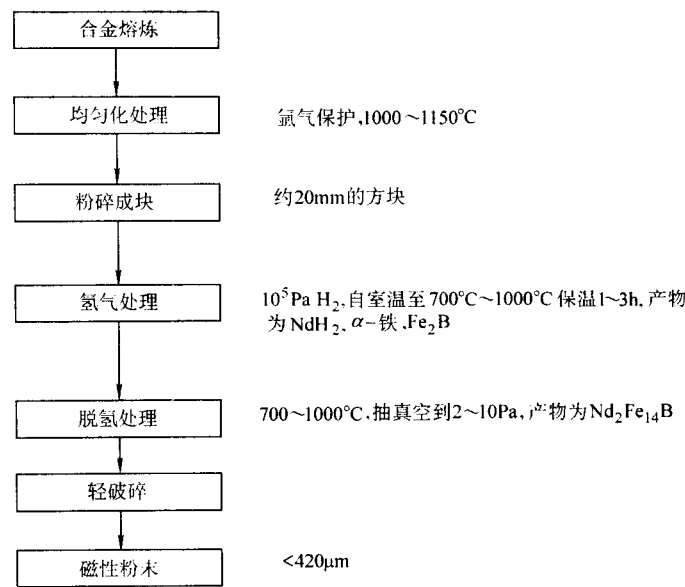 合金熔炼
均匀化处理
氩气保护,1000~1150℃
粉碎成块
约20mm的方块
氢气处理
10⁵Pa H₂,自室温至700℃~1000℃ 保温1~3h, 产物
为NdH₂, α-铁,Fe₂B
脱氢处理
700~1000℃,抽真空到2~10Pa,产物为Nd₂Fe₁₄B
轻破碎
磁性粉末
<420μm